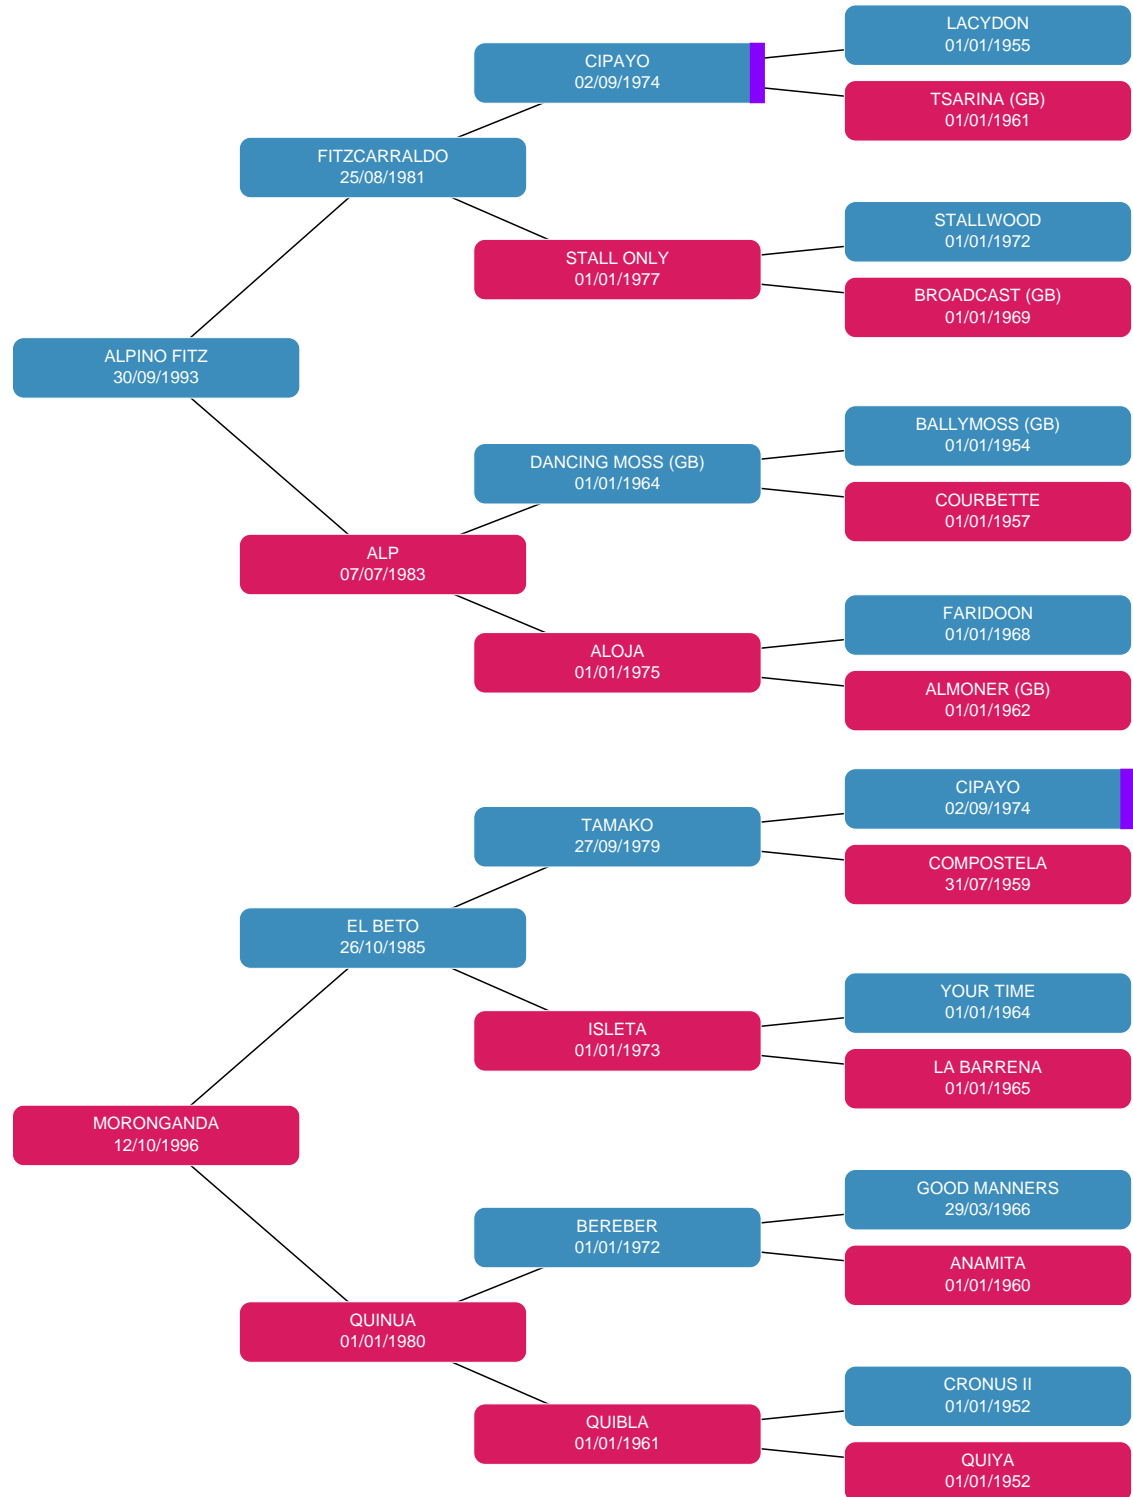 LACYDON
01/01/1955
CIPAYO
02/09/1974
TSARINA (GB)
01/01/1961
FITZCARRALDO
25/08/1981
STALLWOOD
01/01/1972
STALL ONLY
01/01/1977
BROADCAST (GB)
01/01/1969
ALPINO FITZ
30/09/1993
BALLYMOSS (GB)
01/01/1954
DANCING MOSS (GB)
01/01/1964
COURBETTE
01/01/1957
ALP
07/07/1983
FARIDOON
01/01/1968
ALOJA
01/01/1975
ALMONER (GB)
01/01/1962
CIPAYO
02/09/1974
TAMAKO
27/09/1979
COMPOSTELA
31/07/1959
EL BETO
26/10/1985
YOUR TIME
01/01/1964
ISLETA
01/01/1973
LA BARRENA
01/01/1965
MORONGANDA
12/10/1996
GOOD MANNERS
29/03/1966
BEREBER
01/01/1972
ANAMITA
01/01/1960
QUINUA
01/01/1980
CRONUS II
01/01/1952
QUIBLA
01/01/1961
QUIYA
01/01/1952